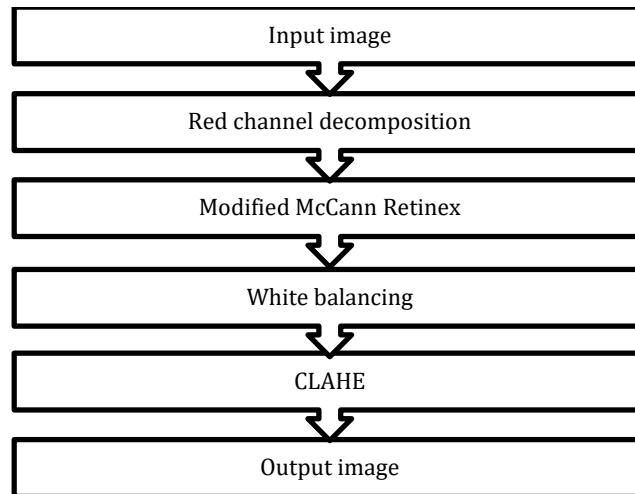 Input image
Red channel decomposition
Modified McCann Retinex
White balancing
CLAHE
Output image